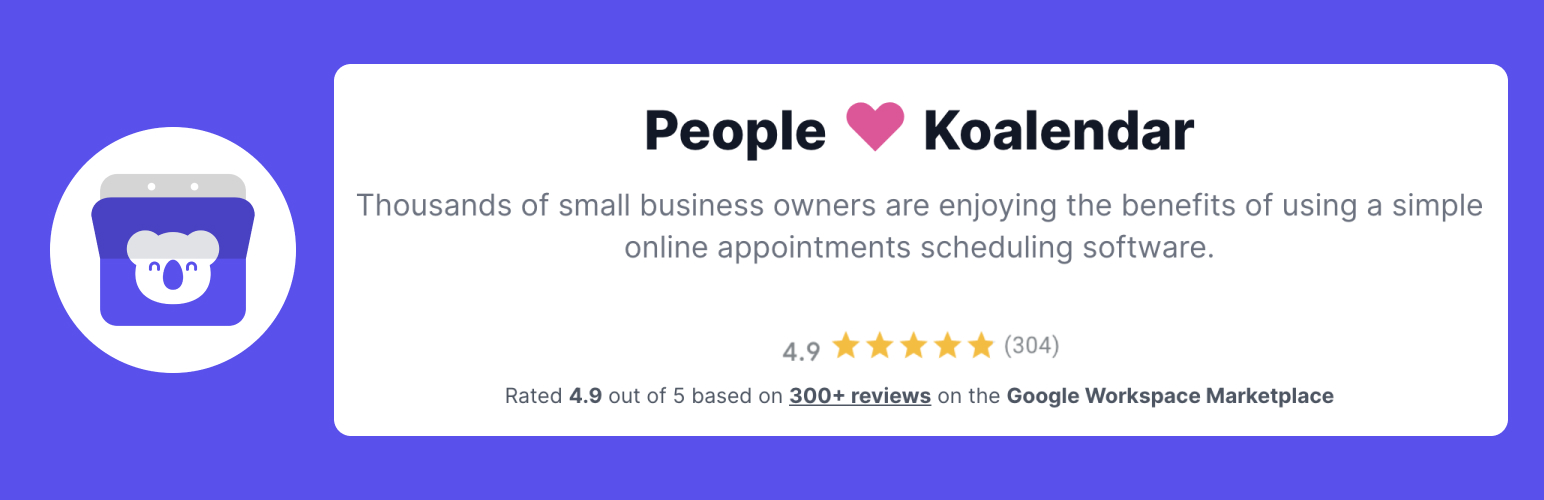 People ❤ Koalendar
Thousands of small business owners are enjoying the benefits of using a simple
online appointments scheduling software.
4.9 ★★★★★ (304)
Rated 4.9 out of 5 based on 300+ reviews on the Google Workspace Marketplace